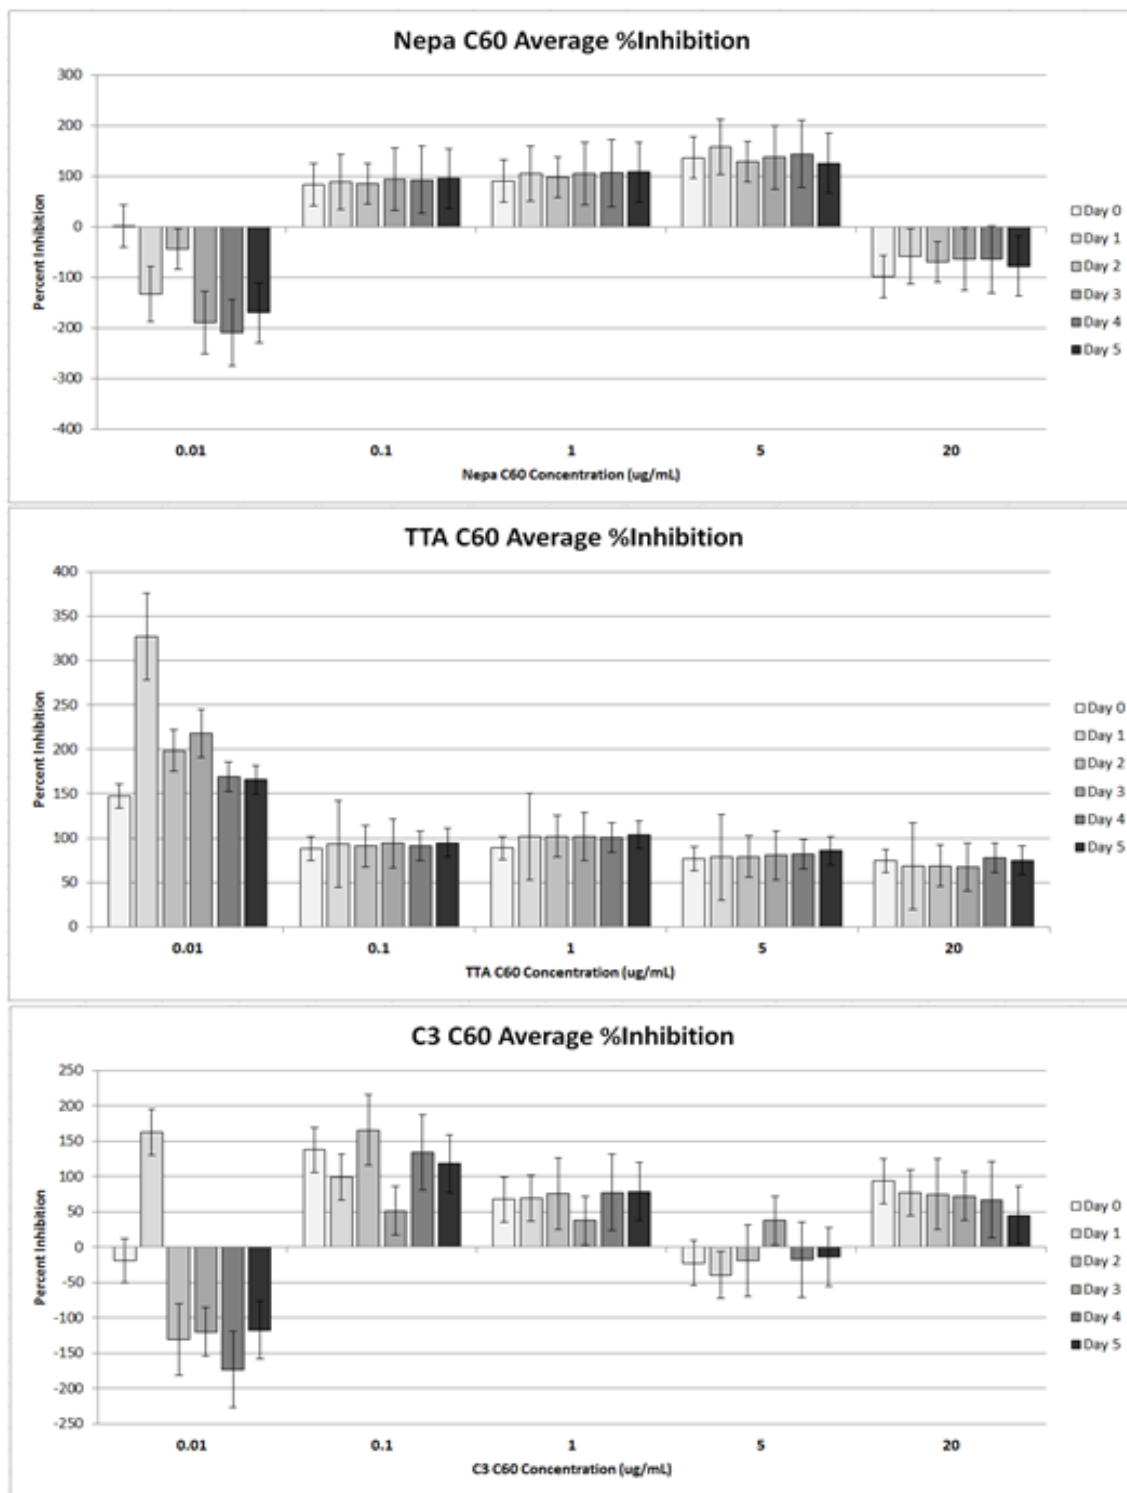 Nepa C60 Average %Inhibition
300
200
100
0
-100
-200
-300
-400
Percent Inhibition
0.01 0.1 1 5 20
Nepa C60 Concentration (ug/mL)
Day 0
Day 1
Day 2
Day 3
Day 4
Day 5
TTA C60 Average %Inhibition
400
350
300
250
200
150
100
50
0
Percent Inhibition
0.01 0.1 1 5 20
TTA C60 Concentration (ug/mL)
Day 0
Day 1
Day 2
Day 3
Day 4
Day 5
C3 C60 Average %Inhibition
250
200
150
100
50
0
-50
-100
-150
-200
-250
Percent Inhibition
0.01 0.1 1 5 20
C3 C60 Concentration (ug/mL)
Day 0
Day 1
Day 2
Day 3
Day 4
Day 5